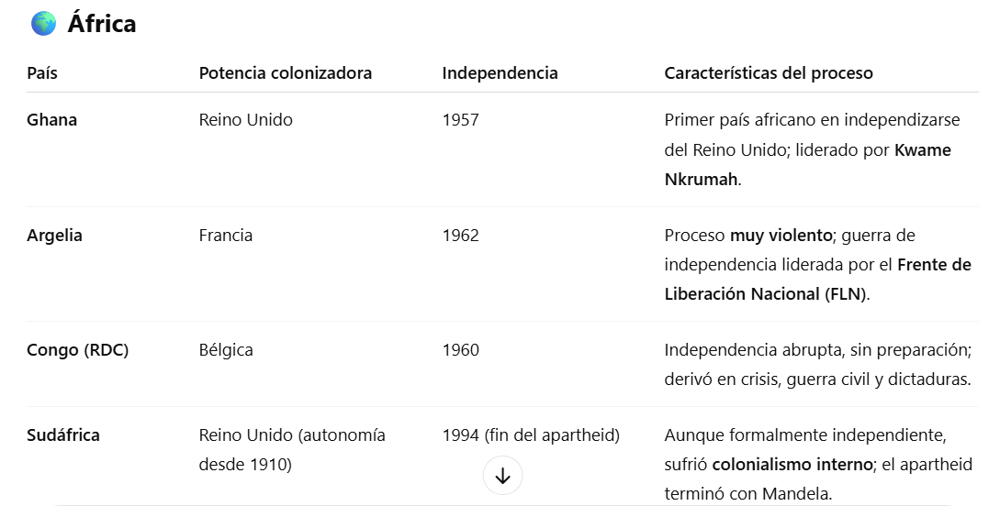 África
País Potencia colonizadora Independencia Características del proceso
Ghana Reino Unido 1957 Primer país africano en independizarse
del Reino Unido; liderado por Kwame
Nkrumah.
Argelia Francia 1962 Proceso muy violento; guerra de
independencia liderada por el Frente de
Liberación Nacional (FLN).
Congo (RDC) Bélgica 1960 Independencia abrupta, sin preparación;
derivó en crisis, guerra civil y dictaduras.
Sudáfrica Reino Unido (autonomía 1994 (fin del apartheid) Aunque formalmente independiente,
desde 1910) sufrió colonialismo interno; el apartheid
terminó con Mandela.